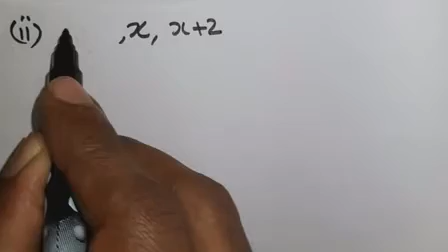 (ii) , x, x+2